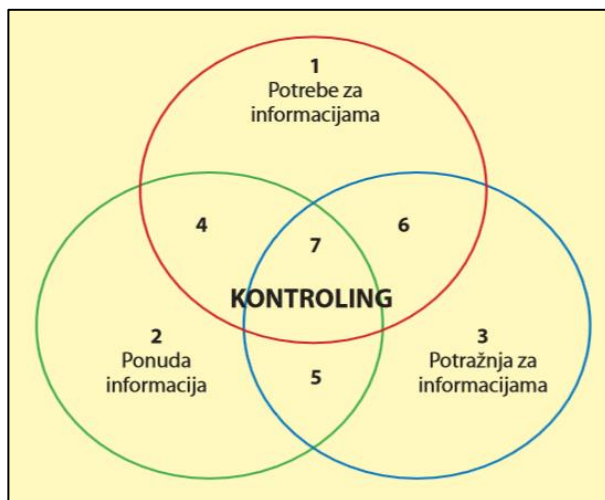 1
Potrebe za
informacijama
4
7
6
KONTROLING
2
Ponuda
informacija
3
Potražnja za
informacijama
5